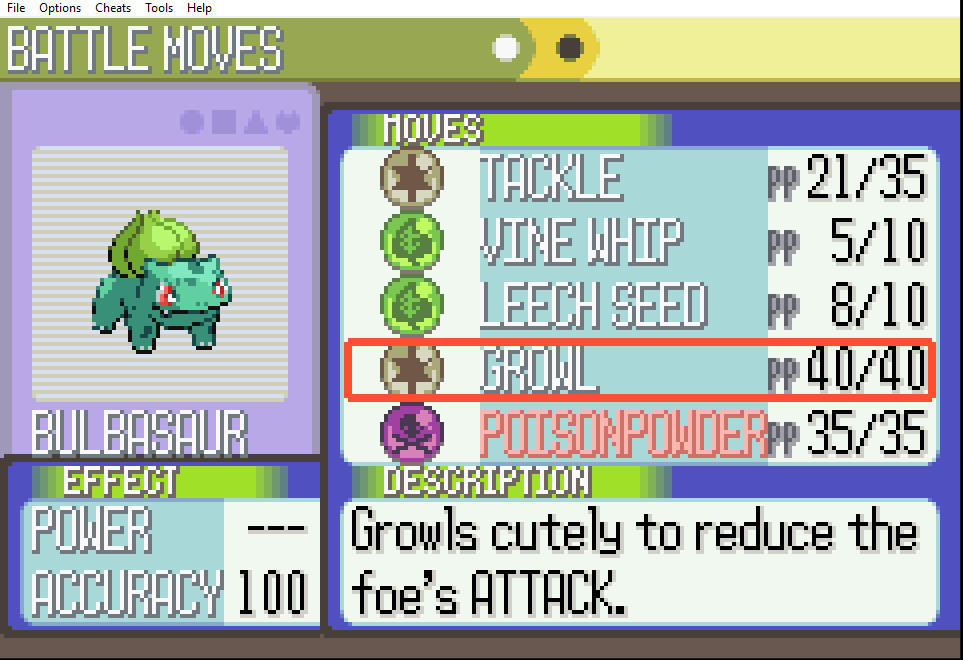 File Options Cheats Tools Help
BATTLE MOVES
MOVES
TACKLE PP 21/35
VINE WHIP PP 5/10
LEECH SEED PP 8/10
GROWL PP 40/40
POISONPOWDER PP 35/35
BULBASAUR
EFFECT
POWER ---
ACCURACY 100
DESCRIPTION
Growls cutely to reduce the
foe's ATTACK.